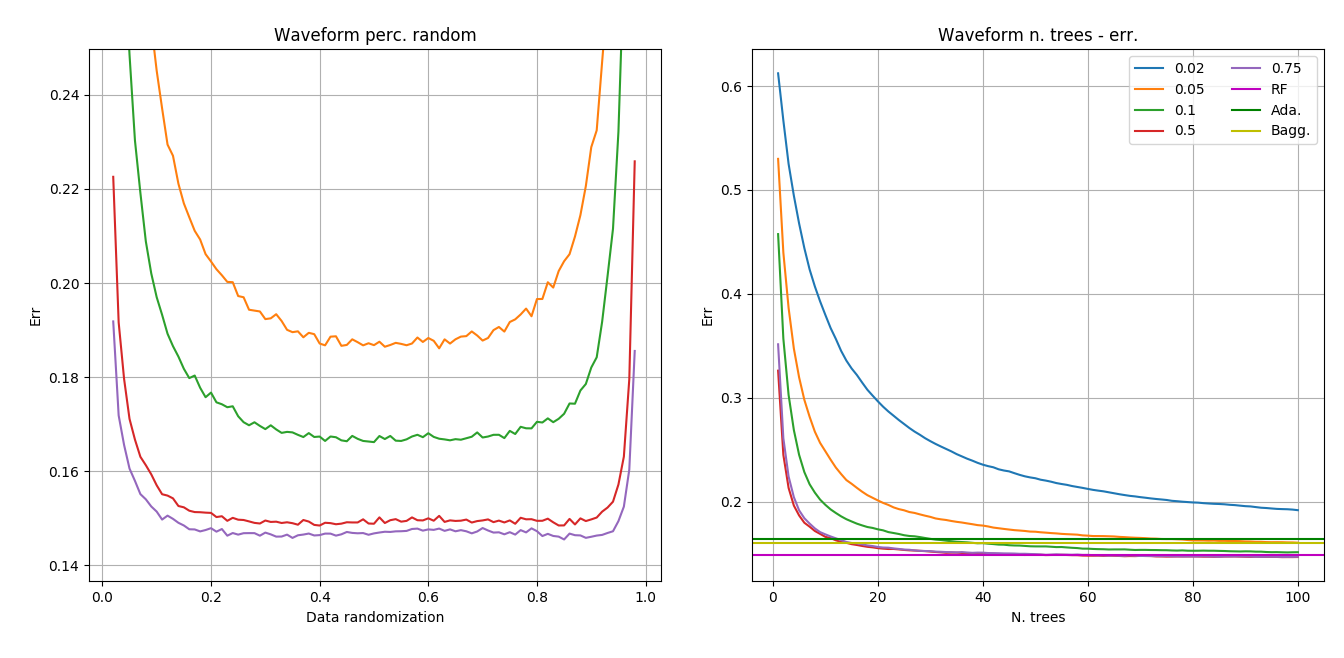 Waveform perc. random
0.24
0.22
0.20
0.18
0.16
0.14
Err
0.0 0.2 0.4 0.6 0.8 1.0
Data randomization
Waveform n. trees - err.
0.6
0.5
0.4
0.3
0.2
Err
0 20 40 60 80 100
N. trees
0.02 0.75
0.05 RF
0.1 Ada.
0.5 Bagg.